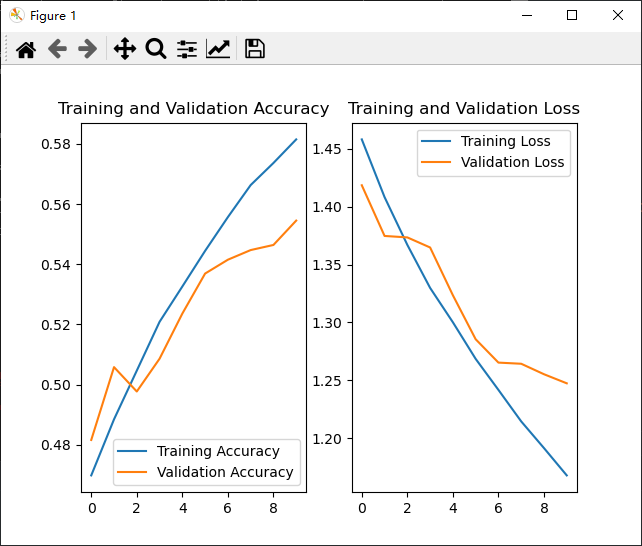 Figure 1
Training and Validation Accuracy
0.58
0.56
0.54
0.52
0.50
0.48
Training Accuracy
Validation Accuracy
0 2 4 6 8
Training and Validation Loss
1.45
1.40
1.35
1.30
1.25
1.20
Training Loss
Validation Loss
0 2 4 6 8